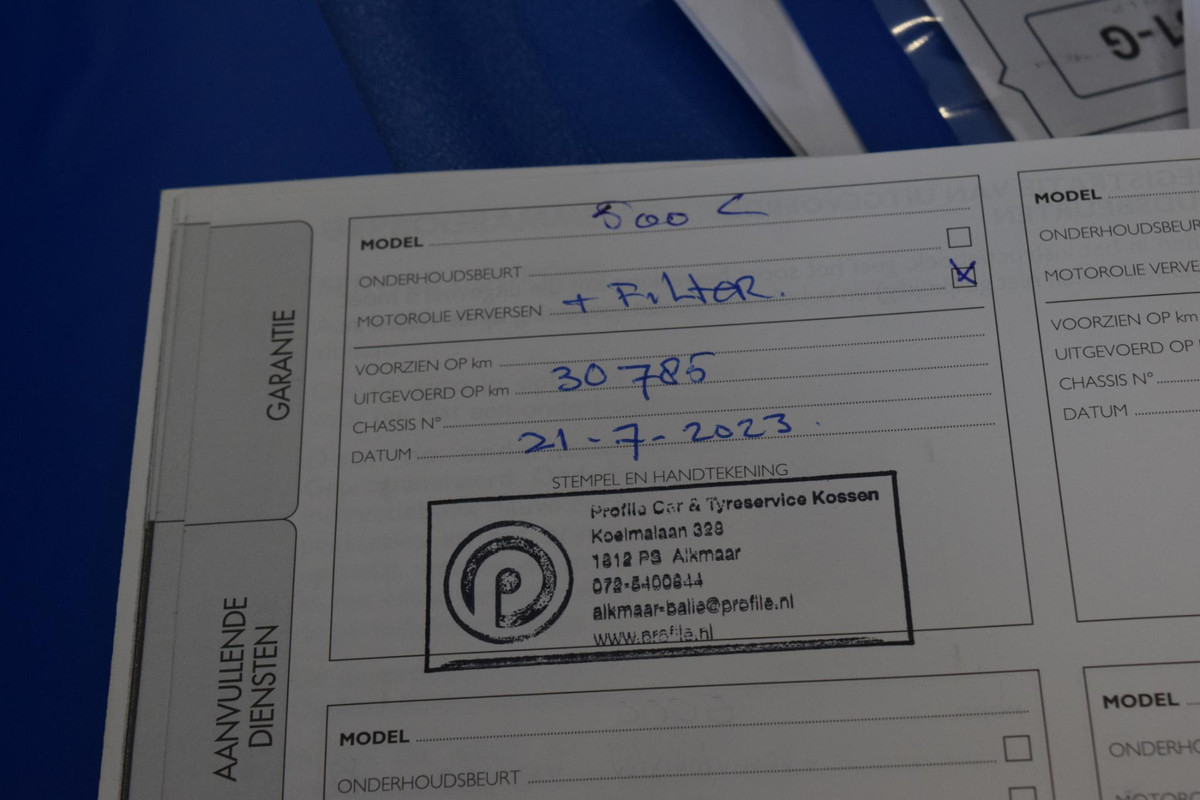 1-G
GARANTIE
AANVULLENDE
DIENSTEN
MODEL 500 C
ONDERHOUDSBEURT
MOTOROLIE VERVERSEN + FILTER.
VOORZIEN OP km
UITGEVOERD OP km 30785
CHASSIS N°
DATUM 21-7-2023.
STEMPEL EN HANDTEKENING
Profile Car & Tyreservice Kossen
Koelmalaan 328
1812 PS Alkmaar
072-5400844
alkmaar-balie@profile.nl
www.profile.nl
MODEL
ONDERHOUDSBEURT
MODEL
ONDERHOUDSBEUR
MOTOROLIE VERVE
VOORZIEN OP km
UITGEVOERD OP
CHASSIS N°
DATUM
MODEL
ONDERH